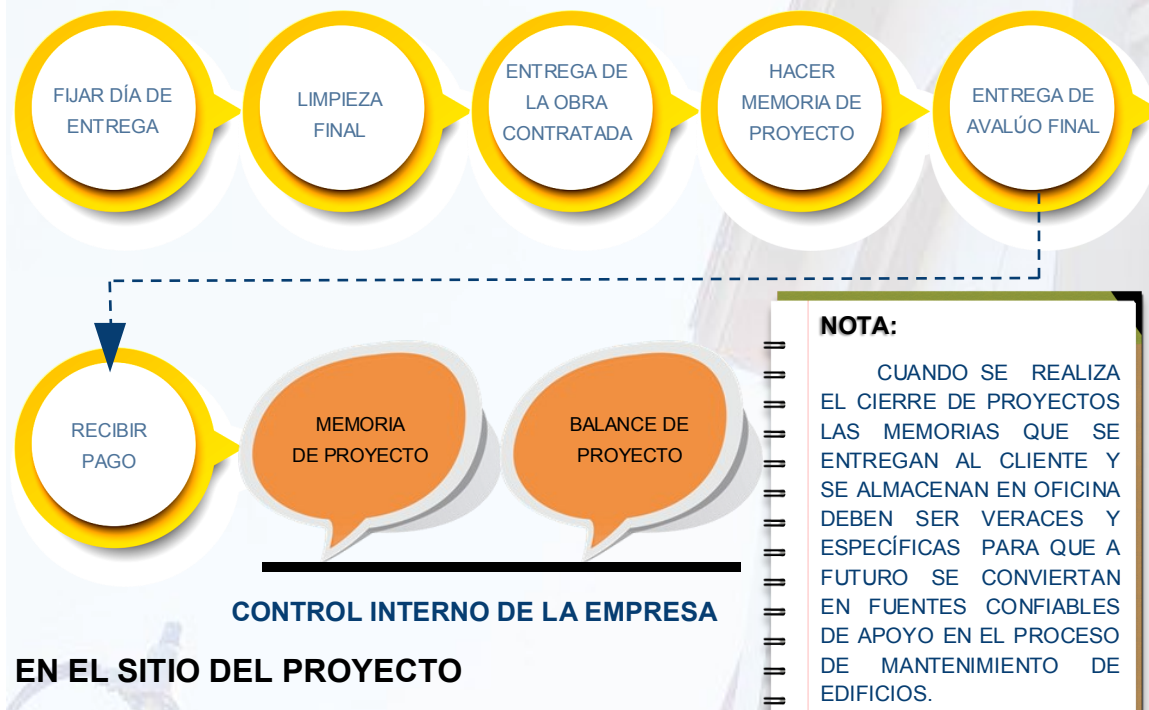 FIJAR DÍA DE
ENTREGA
LIMPIEZA
FINAL
ENTREGA DE
LA OBRA
CONTRATADA
HACER
MEMORIA DE
PROYECTO
ENTREGA DE
AVALÚO FINAL
RECIBIR
PAGO
MEMORIA
DE PROYECTO
BALANCE DE
PROYECTO
CONTROL INTERNO DE LA EMPRESA
NOTA:
CUANDO SE REALIZA
EL CIERRE DE PROYECTOS
LAS MEMORIAS QUE SE
ENTREGAN AL CLIENTE Y
SE ALMACENAN EN OFICINA
DEBEN SER VERACES Y
ESPECÍFICAS PARA QUE A
FUTURO SE CONVIERTAN
EN FUENTES CONFIABLES
DE APOYO EN EL PROCESO
DE MANTENIMIENTO DE
EDIFICIOS.
EN EL SITIO DEL PROYECTO